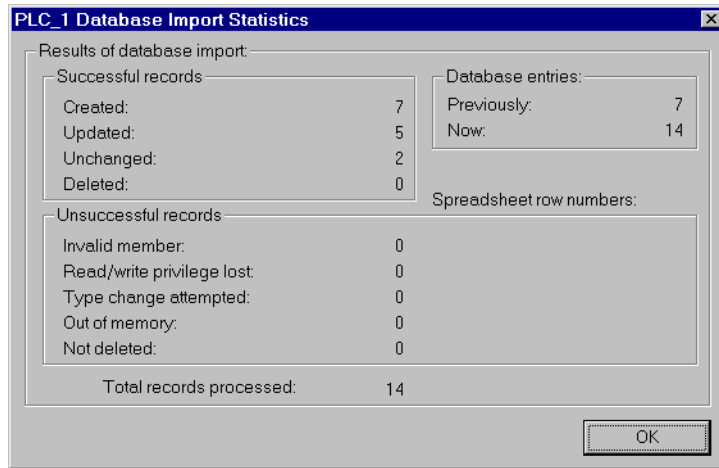 PLC_1 Database Import Statistics
Results of database import:
Successful records
Created: 7
Updated: 5
Unchanged: 2
Deleted: 0
Database entries:
Previously: 7
Now: 14
Spreadsheet row numbers:
Unsuccessful records
Invalid member: 0
Read/write privilege lost: 0
Type change attempted: 0
Out of memory: 0
Not deleted: 0
Total records processed: 14
OK